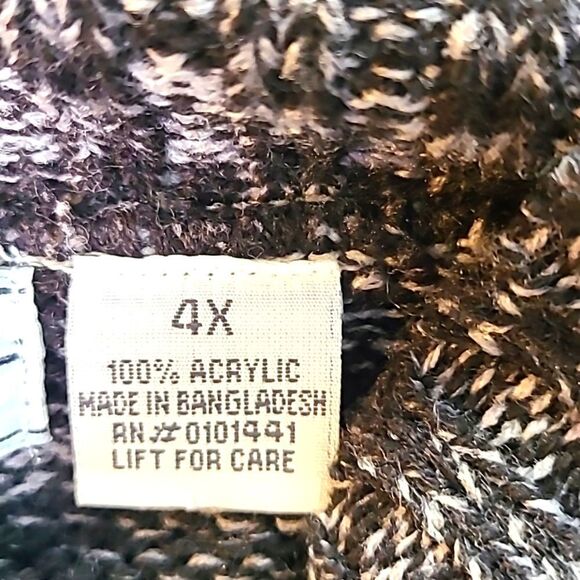 4X
100% ACRYLIC
MADE IN BANGLADESH
RN # 0101441
LIFT FOR CARE